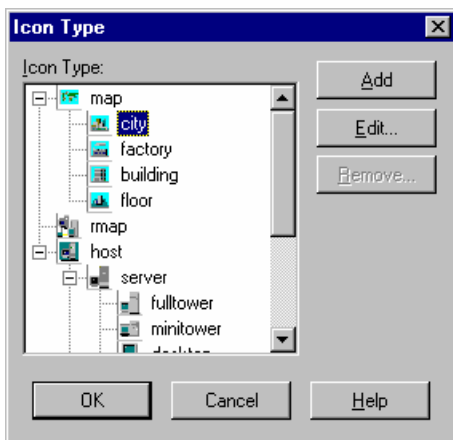 Icon Type
Icon Type:
Add
Edit...
Remove...
map
city
factory
building
floor
rmap
host
server
fulltower
minitower
OK
Cancel
Help